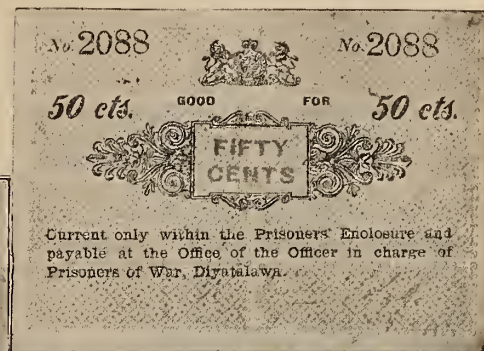 No. 2088 No. 2088
50 cts. GOOD FOR 50 cts.
FIFTY
CENTS
Current only within the Prisoners' Enclosure and
payable at the Office of the Officer in charge of
Prisoners of War, Diyatalawa.